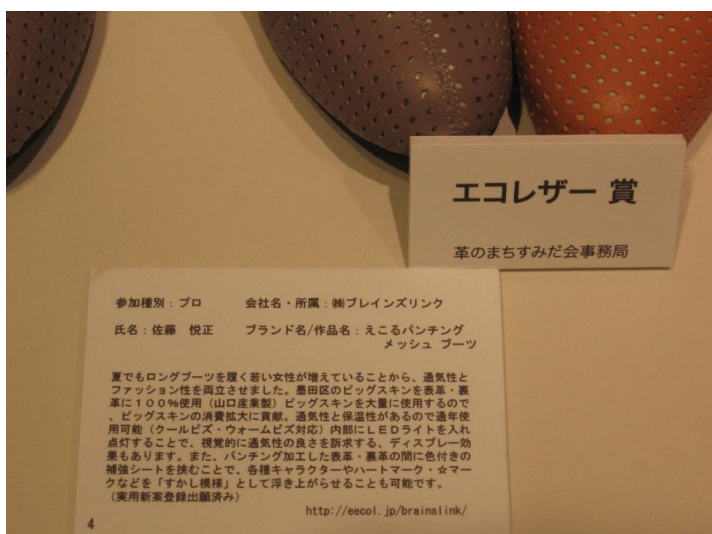 エコレザー 賞
革のまちすみだ会事務局
参加種別：プロ　会社名・所属：㈱ブレインズリンク
氏名：佐藤　悦正　ブランド名/作品名：えこるパンチング
メッシュ ブーツ
夏でもロングブーツを履く若い女性が増えていることから、通気性と
ファッション性を両立させました。墨田区のピッグスキンを表革・裏
革に１００％使用（山口産業製）ピッグスキンを大量に使用するので
、ピッグスキンの消費拡大に貢献。通気性と保温性があるので通年使
用可能（クールビズ・ウォームビズ対応）内部にＬＥＤライトを入れ
点灯することで、視覚的に通気性の良さを訴求する、ディスプレー効
果もあります。また、パンチング加工した表革・裏革の間に色付きの
補強シートを挟むことで、各種キャラクターやハートマーク・☆マー
クなどを「すかし模様」として浮き上がらせることも可能です。
（実用新案登録出願済み）
http://eecol.jp/brainslink/
4